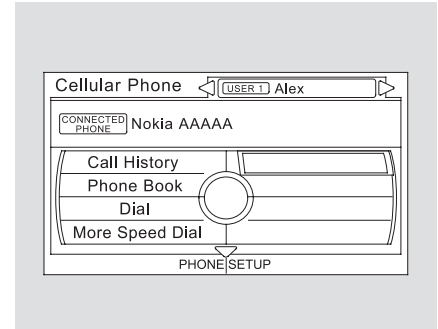 Cellular Phone USER 1 Alex
CONNECTED PHONE Nokia AAAAA
Call History
Phone Book
Dial
More Speed Dial
PHONE SETUP